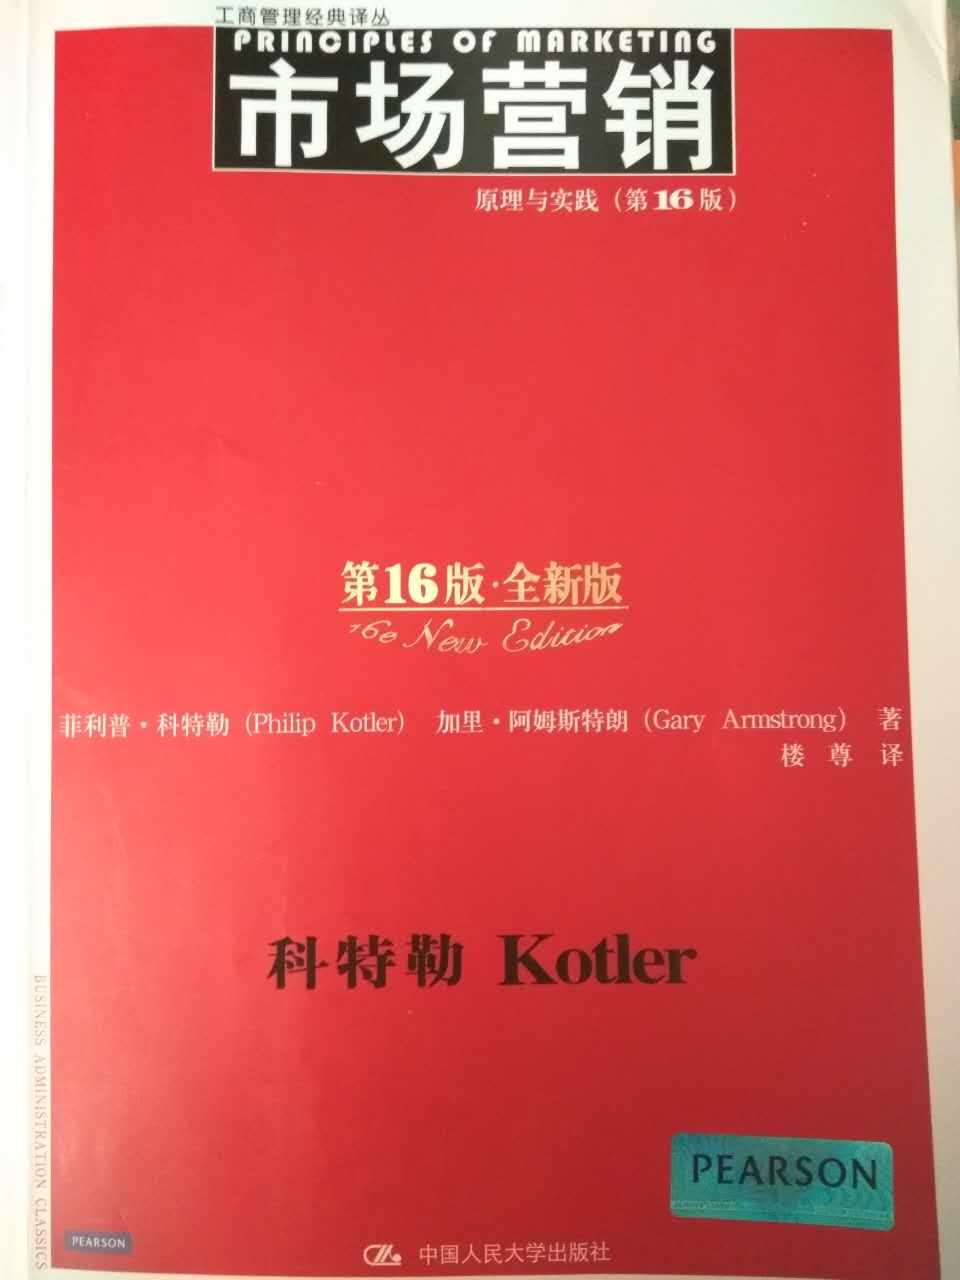 工商管理经典译丛
PRINCIPLES OF MARKETING
市场营销
原理与实践（第16版）
第16版·全新版
16e New Edition
菲利普·科特勒（Philip Kotler） 加里·阿姆斯特朗（Gary Armstrong） 著
楼尊 译
科特勒 Kotler
BUSINESS ADMINISTRATION CLASSICS
PEARSON
PEARSON
中国人民大学出版社